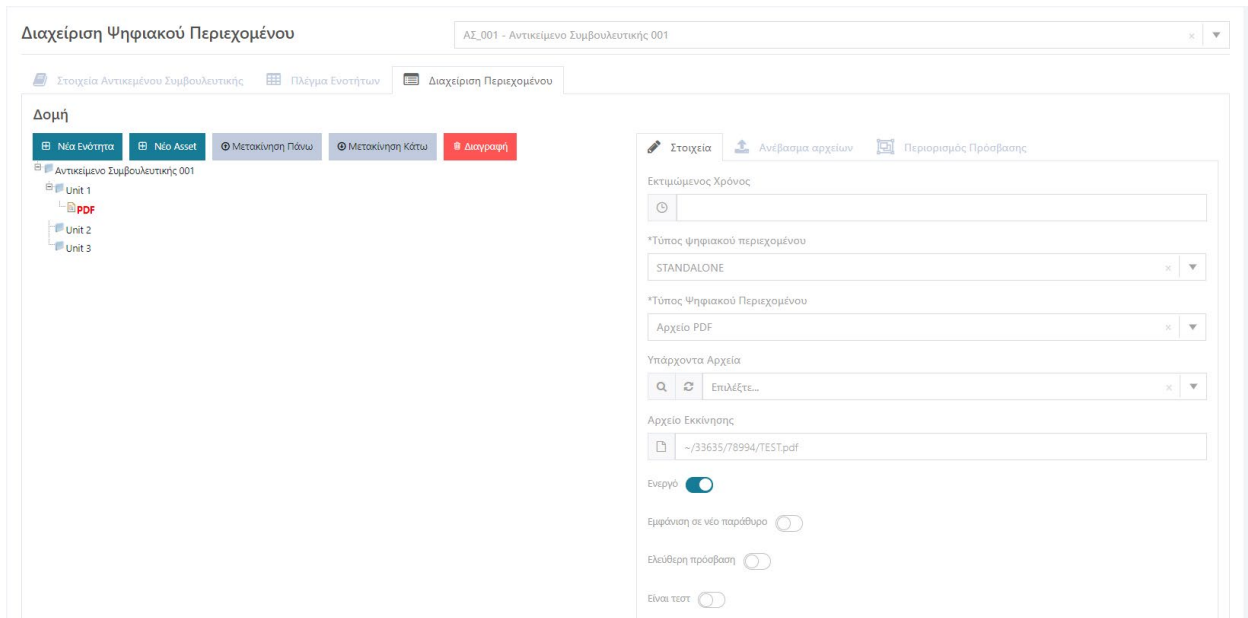 Διαχείριση Ψηφιακού Περιεχομένου
ΑΣ_001 - Αντικείμενο Συμβουλευτικής 001
Στοιχεία Αντικεμένου Συμβουλευτικής Πλέγμα Ενοτήτων Διαχείριση Περιεχομένου
Δομή
Νέα Ενότητα Νέο Asset Μετακίνηση Πάνω Μετακίνηση Κάτω Διαγραφή
Αντικείμενο Συμβουλευτικής 001
Unit 1
PDF
Unit 2
Unit 3
Στοιχεία Ανέβασμα αρχείων Περιορισμός Πρόσβασης
Εκτιμώμενος Χρόνος
*Τύπος ψηφιακού περιεχομένου
STANDALONE
*Τύπος Ψηφιακού Περιεχομένου
Αρχείο PDF
Υπάρχοντα Αρχεία
Επιλέξτε...
Αρχείο Εκκίνησης
~/33635/78994/TEST.pdf
Ενεργό
Εμφάνιση σε νέο παράθυρο
Ελεύθερη πρόσβαση
Είναι τεστ